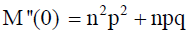 M"(0) = n²p² + npq